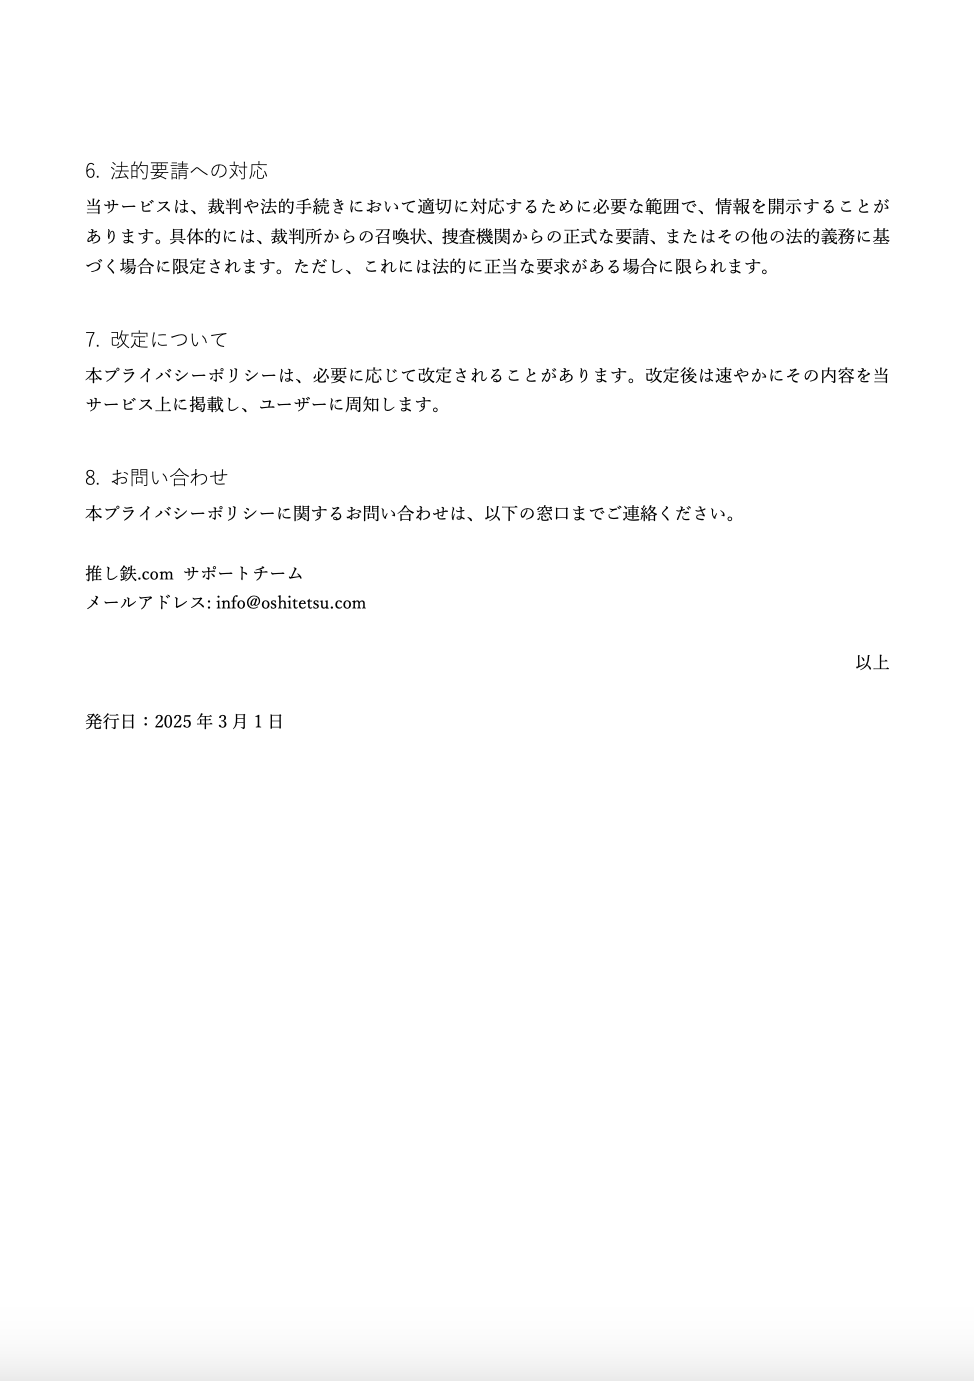 6. 法的要請への対応
当サービスは、裁判や法的手続きにおいて適切に対応するために必要な範囲で、情報を開示することが
あります。具体的には、裁判所からの召喚状、捜査機関からの正式な要請、またはその他の法的義務に基
づく場合に限定されます。ただし、これには法的に正当な要求がある場合に限られます。
7. 改定について
本プライバシーポリシーは、必要に応じて改定されることがあります。改定後は速やかにその内容を当
サービス上に掲載し、ユーザーに周知します。
8. お問い合わせ
本プライバシーポリシーに関するお問い合わせは、以下の窓口までご連絡ください。
推し鉄.com サポートチーム
メールアドレス: info@oshitetsu.com
以上
発行日：2025 年 3 月 1 日